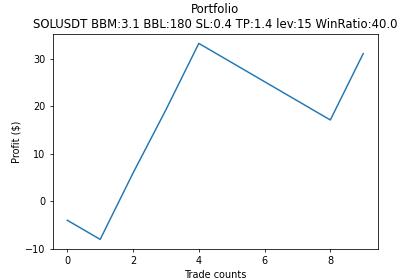 Portfolio
SOLUSDT BBM:3.1 BBL:180 SL:0.4 TP:1.4 lev:15 WinRatio:40.0
30
20
10
0
−10
Profit ($)
0 2 4 6 8
Trade counts